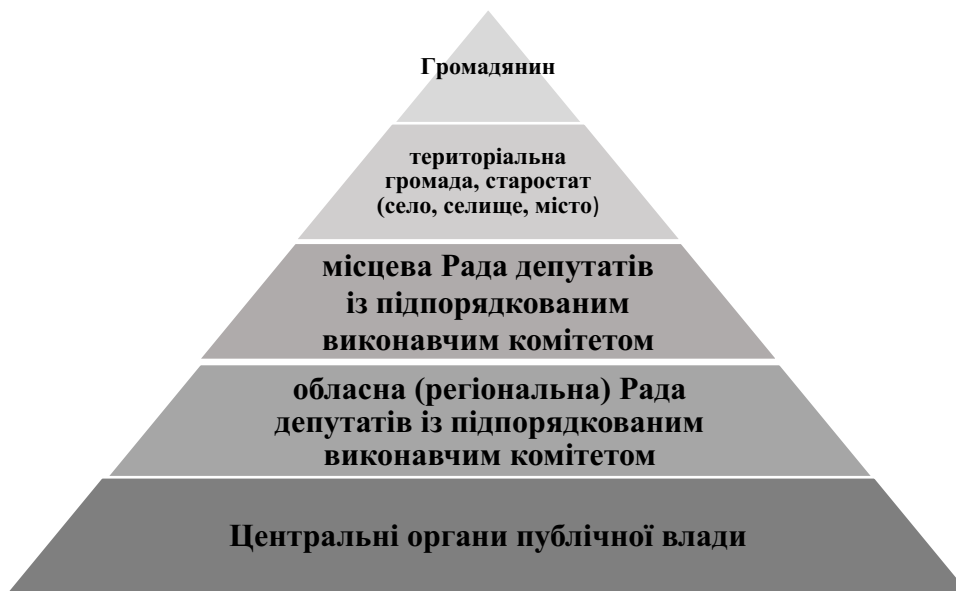 Громадянин
територіальна
громада, старостат
(село, селище, місто)
місцева Рада депутатів
із підпорядкованим
виконавчим комітетом
обласна (регіональна) Рада
депутатів із підпорядкованим
виконавчим комітетом
Центральні органи публічної влади